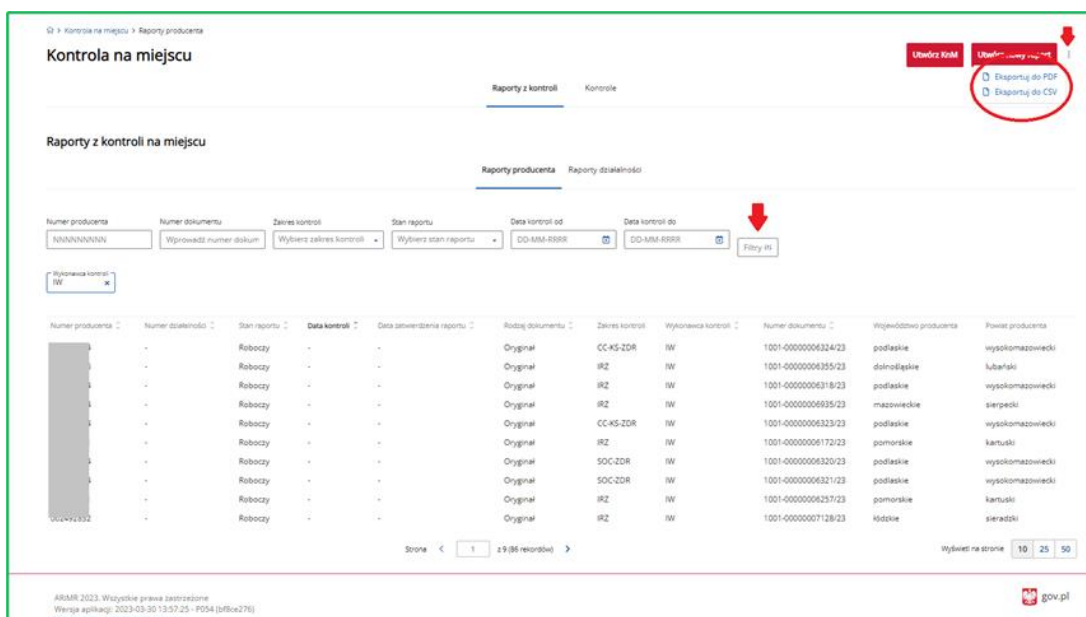 Kontrola na miejscu > Raporty producenta
Kontrola na miejscu
Utwórz KnM
Eksportuj do PDF
Eksportuj do CSV
Raporty z kontroli Kontrole
Raporty z kontroli na miejscu
Raporty producenta Raporty działalności
Numer producenta Numer dokumentu Zakres kontroli Stan raportu Data kontroli od Data kontroli do
NNNNNNNNN Wprowadź numer dokum Wybierz zakres kontroli Wybierz stan raportu DD-MM-RRRR DD-MM-RRRR Filtry
Wykonawca kontroli
IW
Numer producenta Numer działalności Stan raportu Data kontroli Data zatwierdzenia raportu Rodzaj dokumentu Zakres kontroli Wykonawca kontroli Numer dokumentu Województwo producenta Powiat producenta
- Roboczy - - Oryginał CC-KS-ZDR IW 1001-00000006324/23 podlaskie wysokomazowiecki
- Roboczy - - Oryginał IRZ IW 1001-00000006355/23 dolnośląskie lubański
- Roboczy - - Oryginał IRZ IW 1001-00000006318/23 podlaskie wysokomazowiecki
- Roboczy - - Oryginał IRZ IW 1001-00000006935/23 mazowieckie sierpecki
- Roboczy - - Oryginał CC-KS-ZDR IW 1001-00000006323/23 podlaskie wysokomazowiecki
- Roboczy - - Oryginał IRZ IW 1001-00000006172/23 pomorskie kartuski
- Roboczy - - Oryginał SOC-ZDR IW 1001-00000006320/23 podlaskie wysokomazowiecki
- Roboczy - - Oryginał SOC-ZDR IW 1001-00000006321/23 podlaskie wysokomazowiecki
- Roboczy - - Oryginał IRZ IW 1001-00000006257/23 pomorskie kartuski
- Roboczy - - Oryginał IRZ IW 1001-00000007128/23 łódzkie sieradzki
Strona < 1 z 9 (86 rekordów) > Wyświetl na stronie 10 25 50
ARiMR 2023. Wszystkie prawa zastrzeżone
Wersja aplikacji: 2023-03-30 13:57:25 - P054 (bf8ce276)
gov.pl